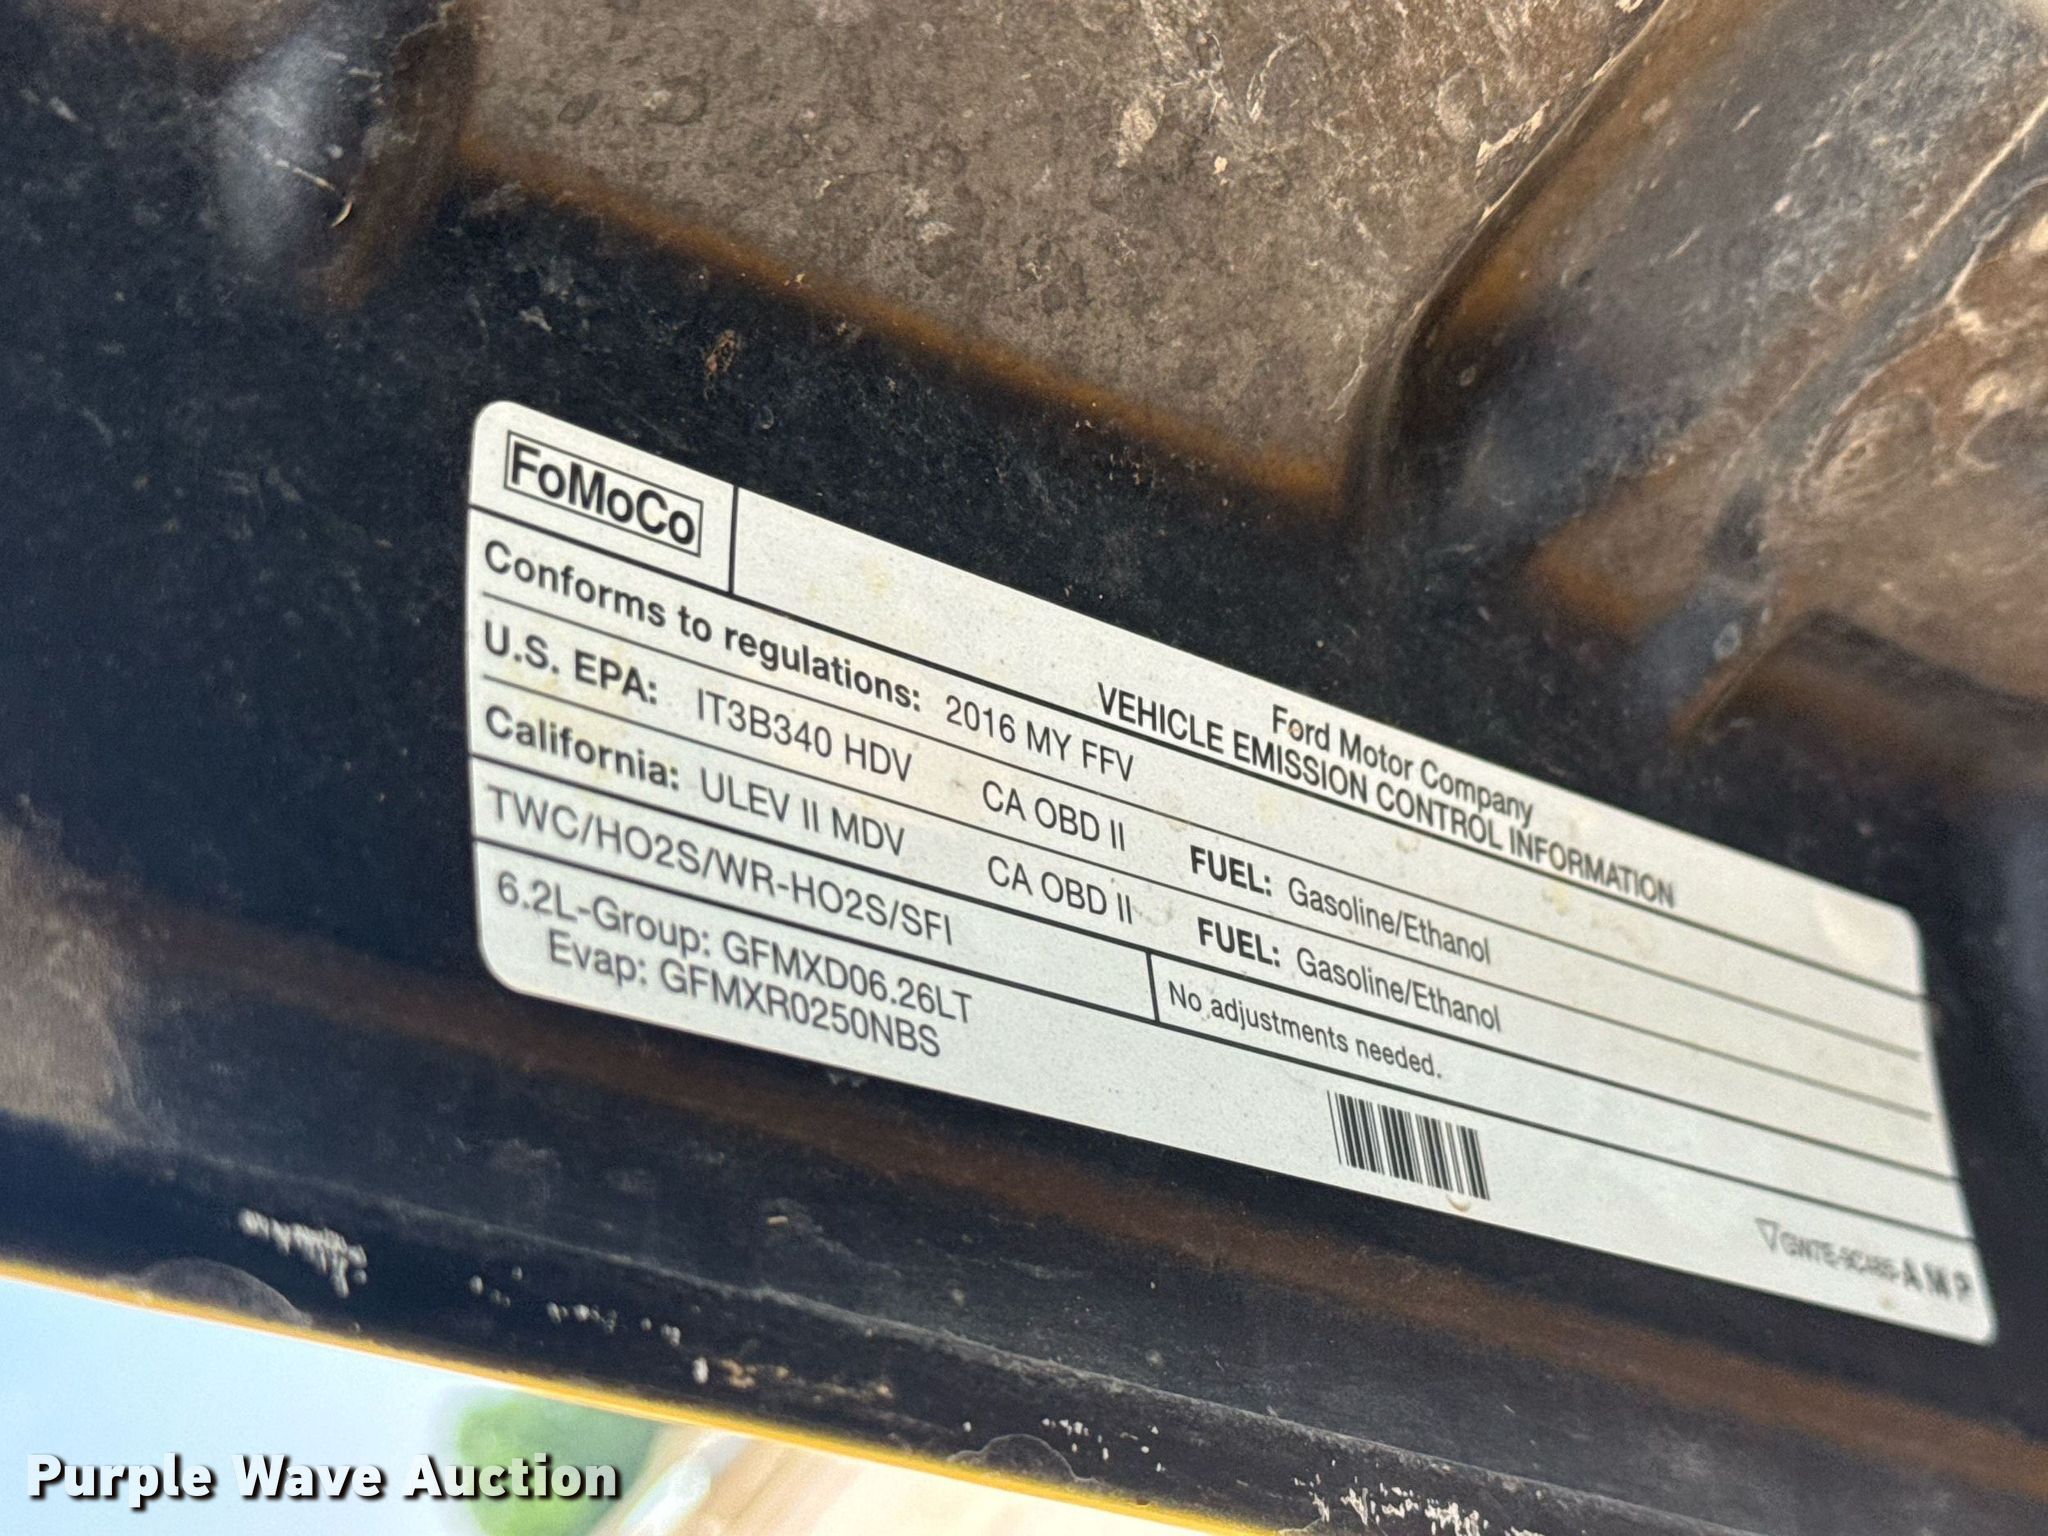 FoMoCo
Ford Motor Company
VEHICLE EMISSION CONTROL INFORMATION
Conforms to regulations: 2016 MY FFV
U.S. EPA: IT3B340 HDV CA OBD II FUEL: Gasoline/Ethanol
California: ULEV II MDV CA OBD II FUEL: Gasoline/Ethanol
TWC/HO2S/WR-HO2S/SFI No adjustments needed.
6.2L-Group: GFMXD06.26LT
Evap: GFMXR0250NBS
AMP
Purple Wave Auction